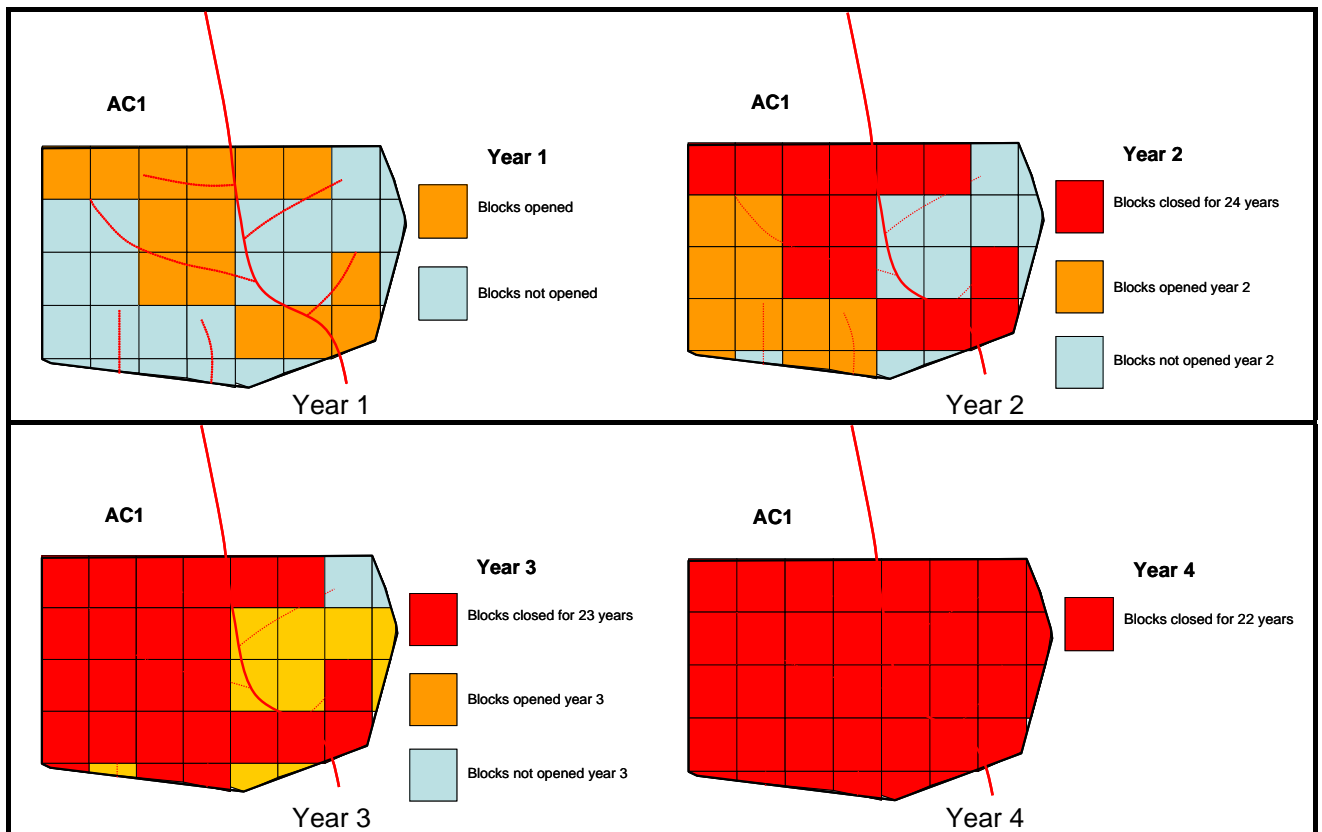 AC1
Year 1
Blocks opened
Blocks not opened
Year 1
AC1
Year 2
Blocks closed for 24 years
Blocks opened year 2
Blocks not opened year 2
Year 2
AC1
Year 3
Blocks closed for 23 years
Blocks opened year 3
Blocks not opened year 3
Year 3
AC1
Year 4
Blocks closed for 22 years
Year 4